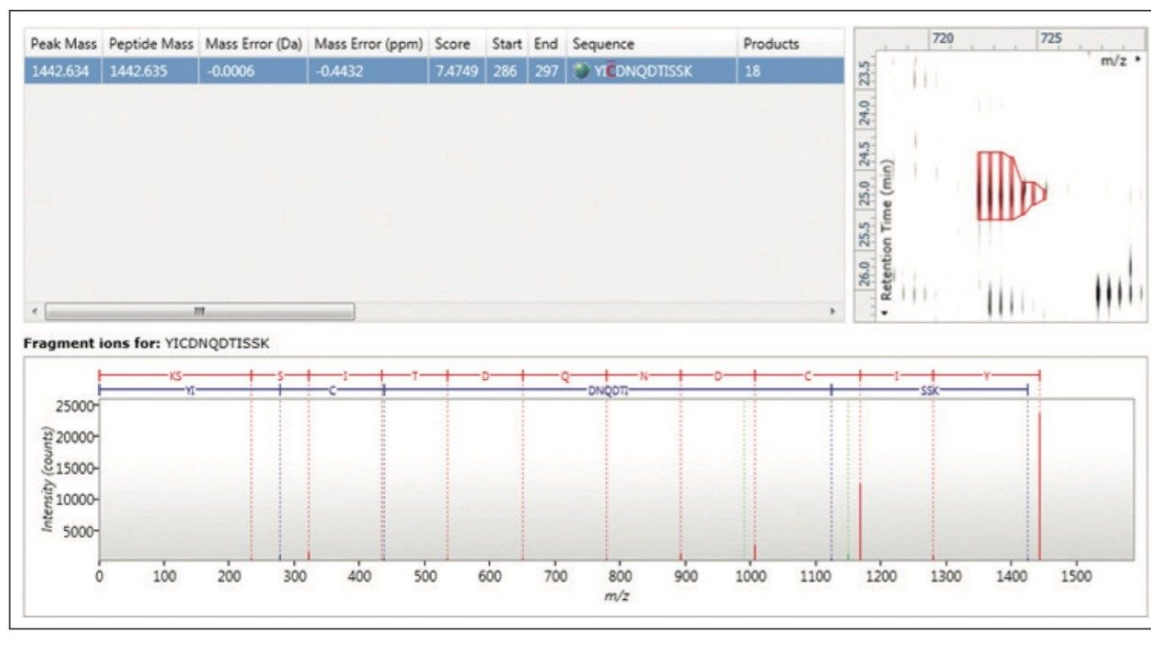 Peak Mass Peptide Mass Mass Error (Da) Mass Error (ppm) Score Start End Sequence Products
1442.634 1442.635 -0.0006 -0.4432 7.4749 286 297 YICDNQDTISSK 18
720 725
m/z
23.5 24.0 24.5 25.0 25.5 26.0
Retention Time (min)
Fragment ions for: YICDNQDTISSK
KS S I T D Q N D C I Y
YI C DNQDTI SSK
25000
20000
15000
10000
5000
Intensity (counts)
0 100 200 300 400 500 600 700 800 900 1000 1100 1200 1300 1400 1500
m/z